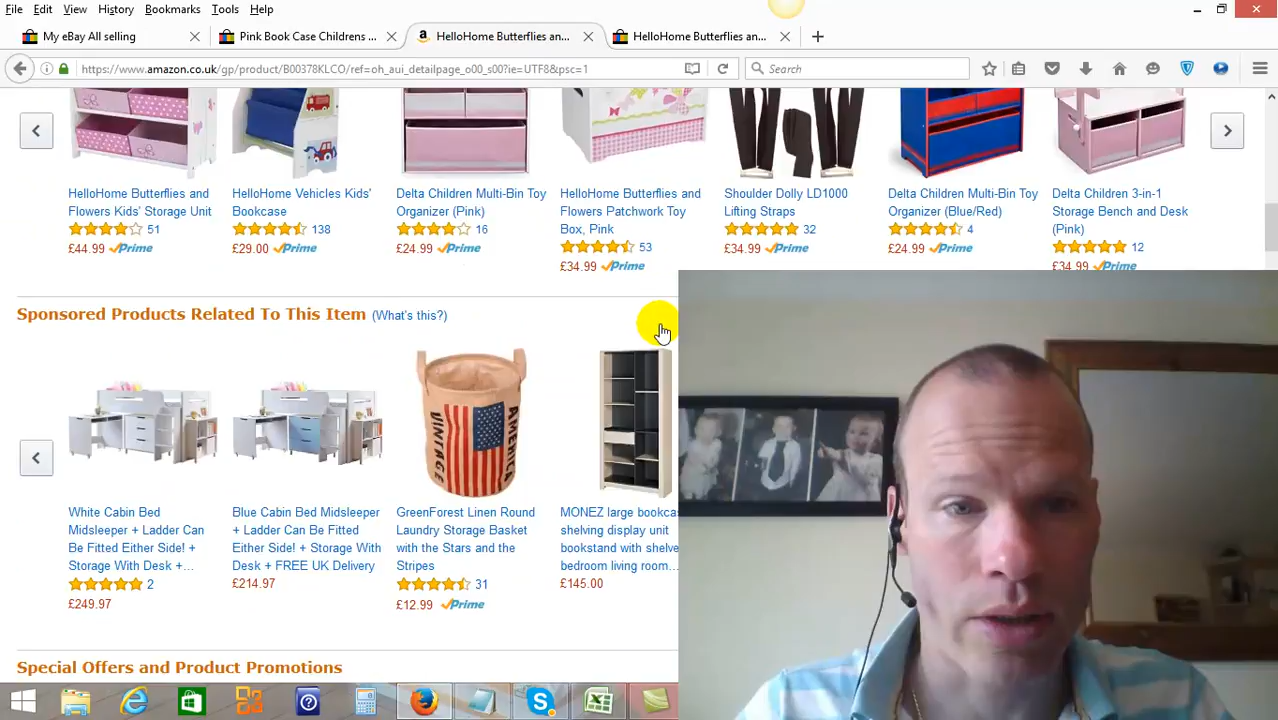 File Edit View History Bookmarks Tools Help
My eBay All selling
Pink Book Case Childrens ...
HelloHome Butterflies an...
HelloHome Butterflies an...
https://www.amazon.co.uk/gp/product/B00378KLCO/ref=oh_aui_detailpage_o00_s00?ie=UTF8&psc=1
Search
HelloHome Butterflies and
Flowers Kids' Storage Unit
51
£44.99 Prime
HelloHome Vehicles Kids'
Bookcase
138
£29.00 Prime
Delta Children Multi-Bin Toy
Organizer (Pink)
16
£24.99 Prime
HelloHome Butterflies and
Flowers Patchwork Toy
Box, Pink
53
£34.99 Prime
Shoulder Dolly LD1000
Lifting Straps
32
£34.99 Prime
Delta Children Multi-Bin Toy
Organizer (Blue/Red)
4
£24.99 Prime
Delta Children 3-in-1
Storage Bench and Desk
(Pink)
12
£34.99 Prime
Sponsored Products Related To This Item (What's this?)
White Cabin Bed
Midsleeper + Ladder Can
Be Fitted Either Side! +
Storage With Desk +...
2
£249.97
Blue Cabin Bed Midsleeper
+ Ladder Can Be Fitted
Either Side! + Storage With
Desk + FREE UK Delivery
£214.97
VINTAGE
AMERICA
GreenForest Linen Round
Laundry Storage Basket
with the Stars and the
Stripes
31
£12.99 Prime
MONEZ large bookcas
shelving display unit
bookstand with shelve
bedroom living room...
£145.00
Special Offers and Product Promotions